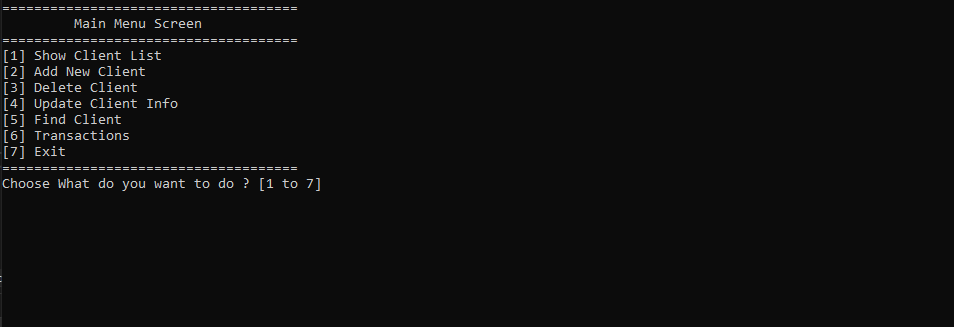 =====================================
Main Menu Screen
=====================================
[1] Show Client List
[2] Add New Client
[3] Delete Client
[4] Update Client Info
[5] Find Client
[6] Transactions
[7] Exit
=====================================
Choose What do you want to do ? [1 to 7]